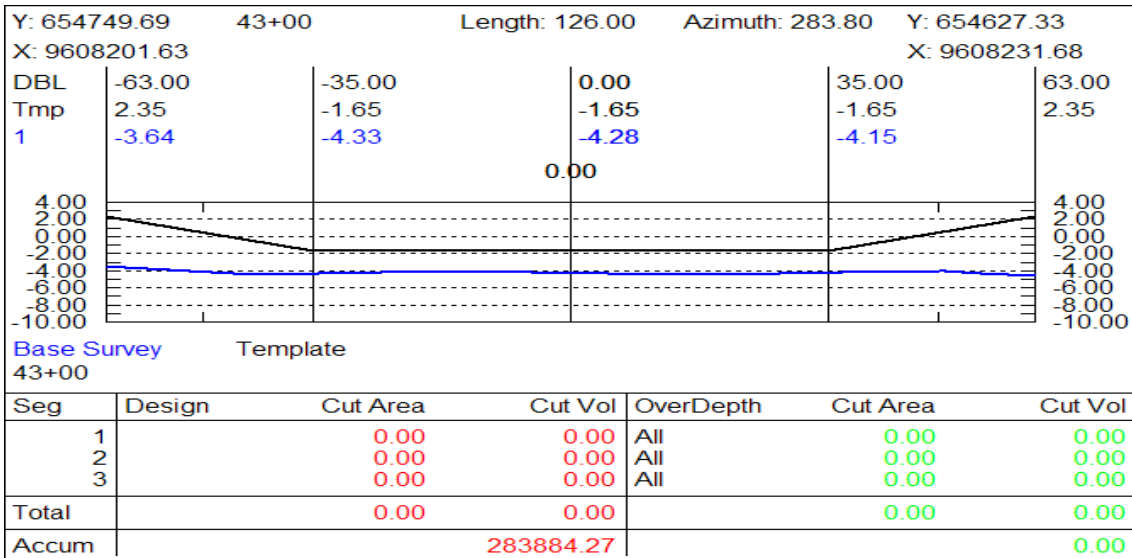 Y: 654749.69 43+00 Length: 126.00 Azimuth: 283.80 Y: 654627.33
X: 9608201.63 X: 9608231.68
DBL -63.00 -35.00 0.00 35.00 63.00
Tmp 2.35 -1.65 -1.65 -1.65 2.35
1 -3.64 -4.33 -4.28 -4.15
0.00
4.00 4.00
2.00 2.00
0.00 0.00
-2.00 -2.00
-4.00 -4.00
-6.00 -6.00
-8.00 -8.00
-10.00 -10.00
Base Survey Template
43+00
Seg Design Cut Area Cut Vol OverDepth Cut Area Cut Vol
1 0.00 0.00 All 0.00 0.00
2 0.00 0.00 All 0.00 0.00
3 0.00 0.00 All 0.00 0.00
Total 0.00 0.00 0.00 0.00
Accum 283884.27 0.00